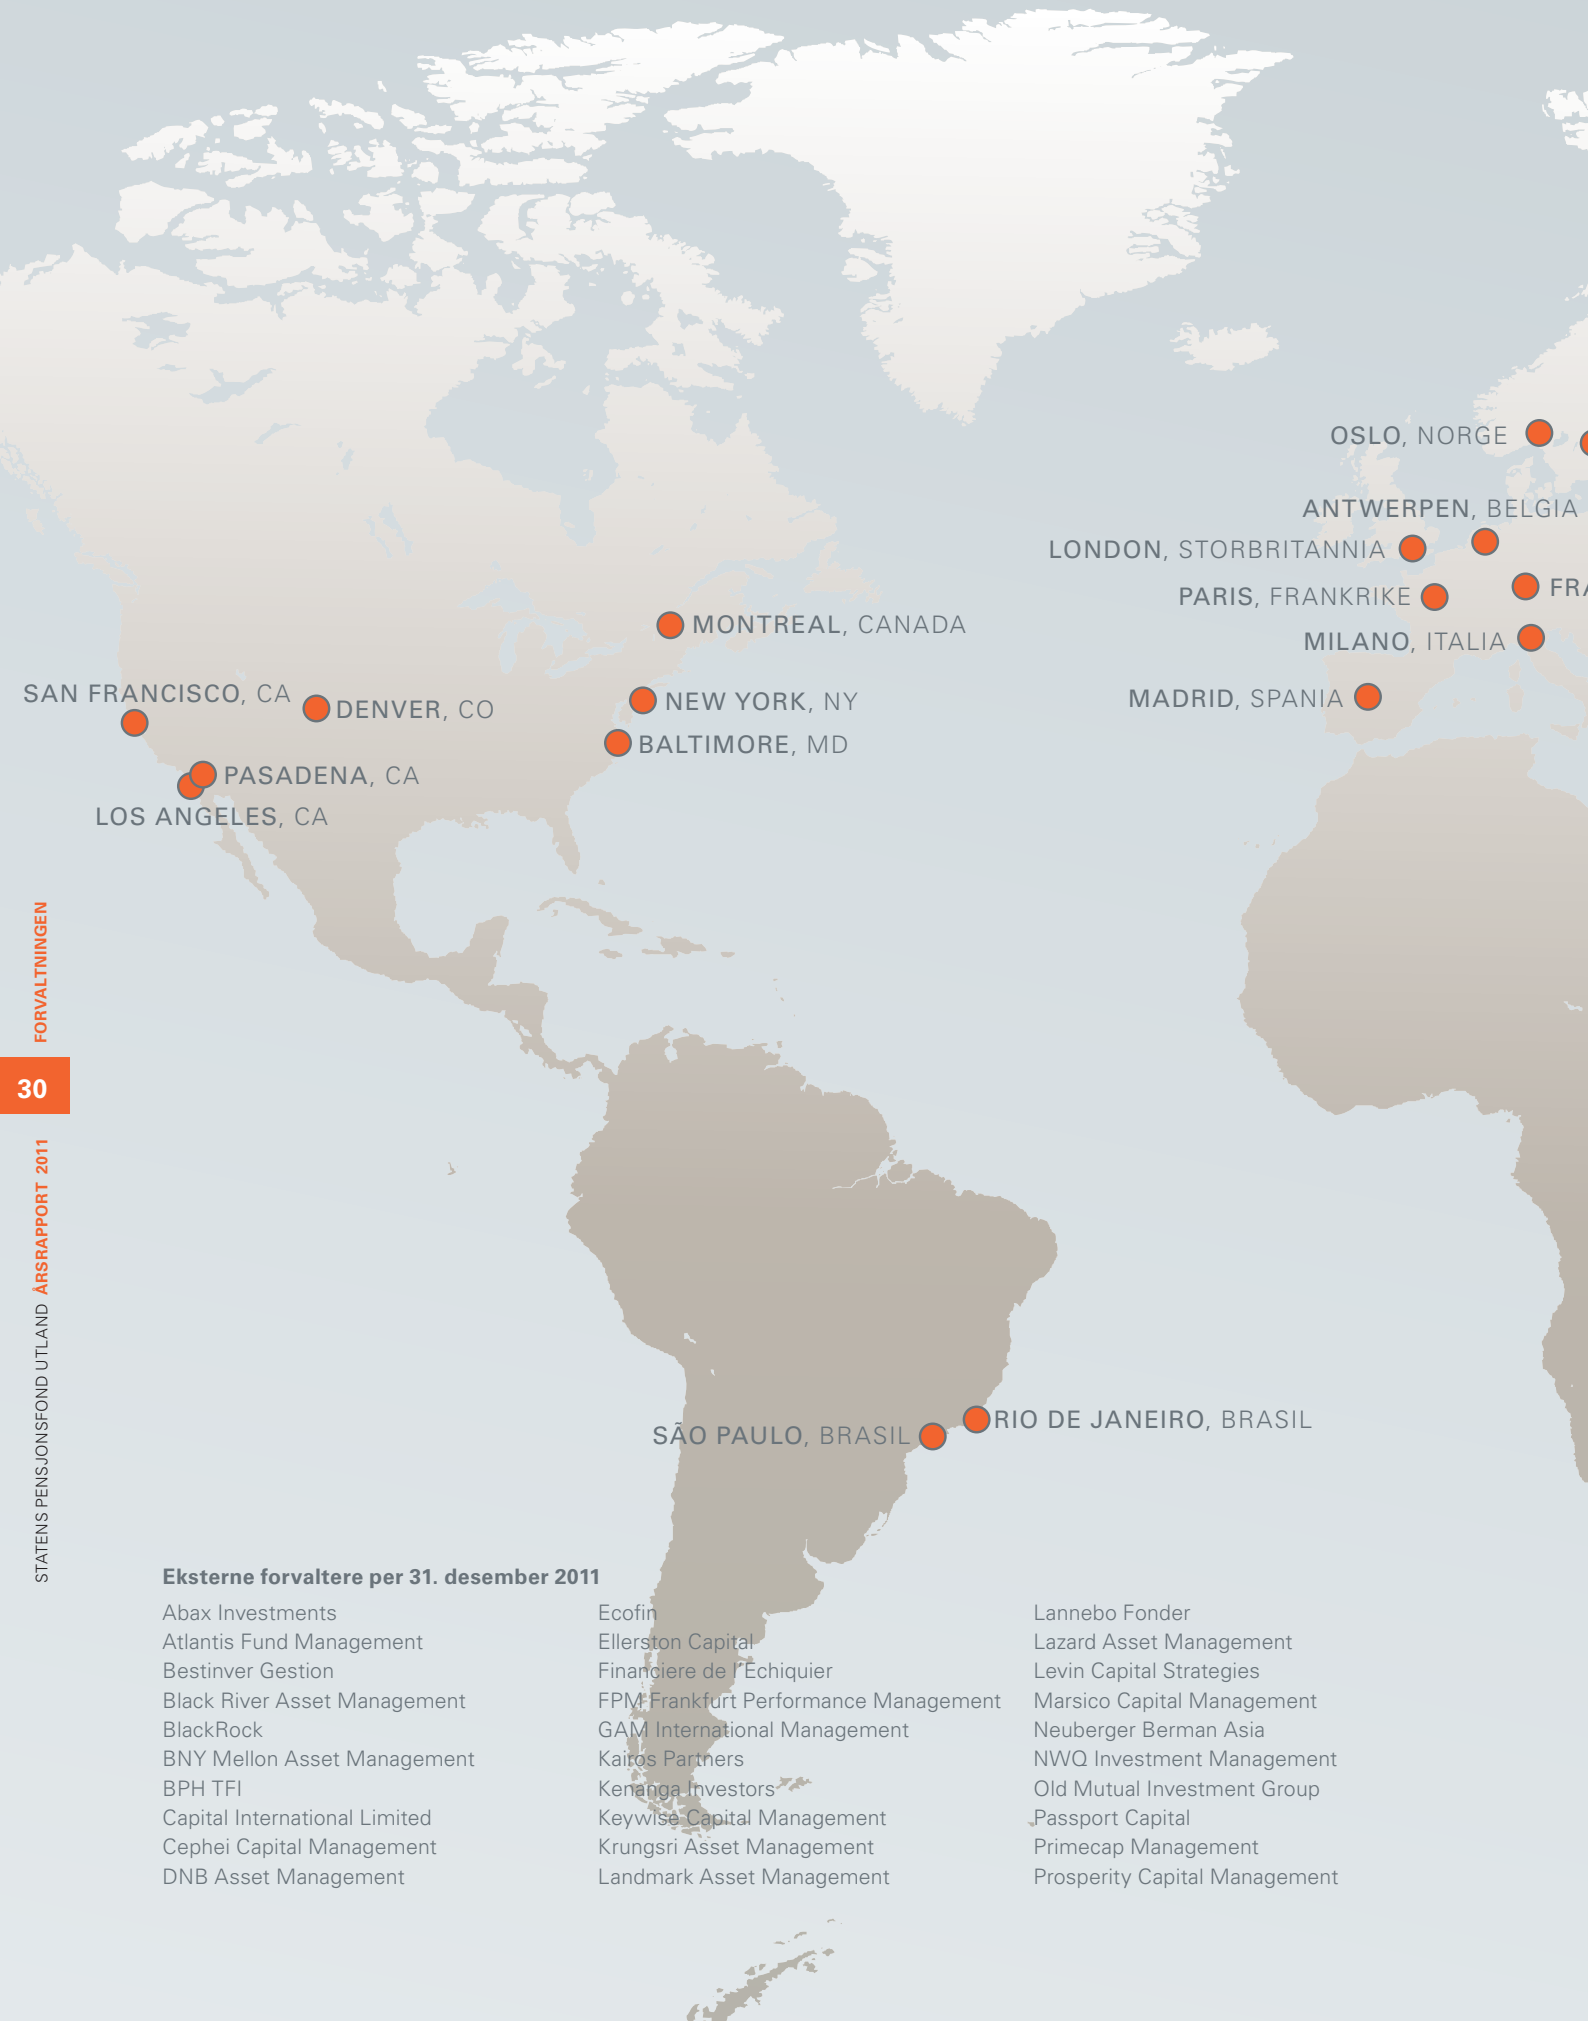 OSLO, NORGE
ANTWERPEN, BELGIA
LONDON, STORBRITANNIA
PARIS, FRANKRIKE
FRA
MILANO, ITALIA
MADRID, SPANIA
MONTREAL, CANADA
SAN FRANCISCO, CA
DENVER, CO
NEW YORK, NY
BALTIMORE, MD
PASADENA, CA
LOS ANGELES, CA
SÃO PAULO, BRASIL
RIO DE JANEIRO, BRASIL
FORVALTNINGEN
30
STATENS PENSJONSFOND UTLAND ÅRSRAPPORT 2011
Eksterne forvaltere per 31. desember 2011
Abax Investments
Atlantis Fund Management
Bestinver Gestion
Black River Asset Management
BlackRock
BNY Mellon Asset Management
BPH TFI
Capital International Limited
Cephei Capital Management
DNB Asset Management
Ecofin
Ellerston Capital
Financiere de l'Echiquier
FPM Frankfurt Performance Management
GAM International Management
Kairos Partners
Kenanga Investors
Keywise Capital Management
Krungsri Asset Management
Landmark Asset Management
Lannebo Fonder
Lazard Asset Management
Levin Capital Strategies
Marsico Capital Management
Neuberger Berman Asia
NWQ Investment Management
Old Mutual Investment Group
Passport Capital
Primecap Management
Prosperity Capital Management